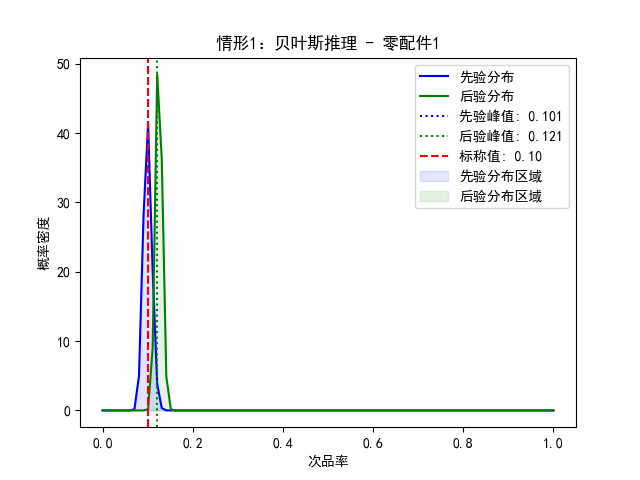 情形1: 贝叶斯推理 - 零配件1
概率密度
50
40
30
20
10
0
先验分布
后验分布
先验峰值: 0.101
后验峰值: 0.121
标称值: 0.10
先验分布区域
后验分布区域
0.0 0.2 0.4 0.6 0.8 1.0
次品率